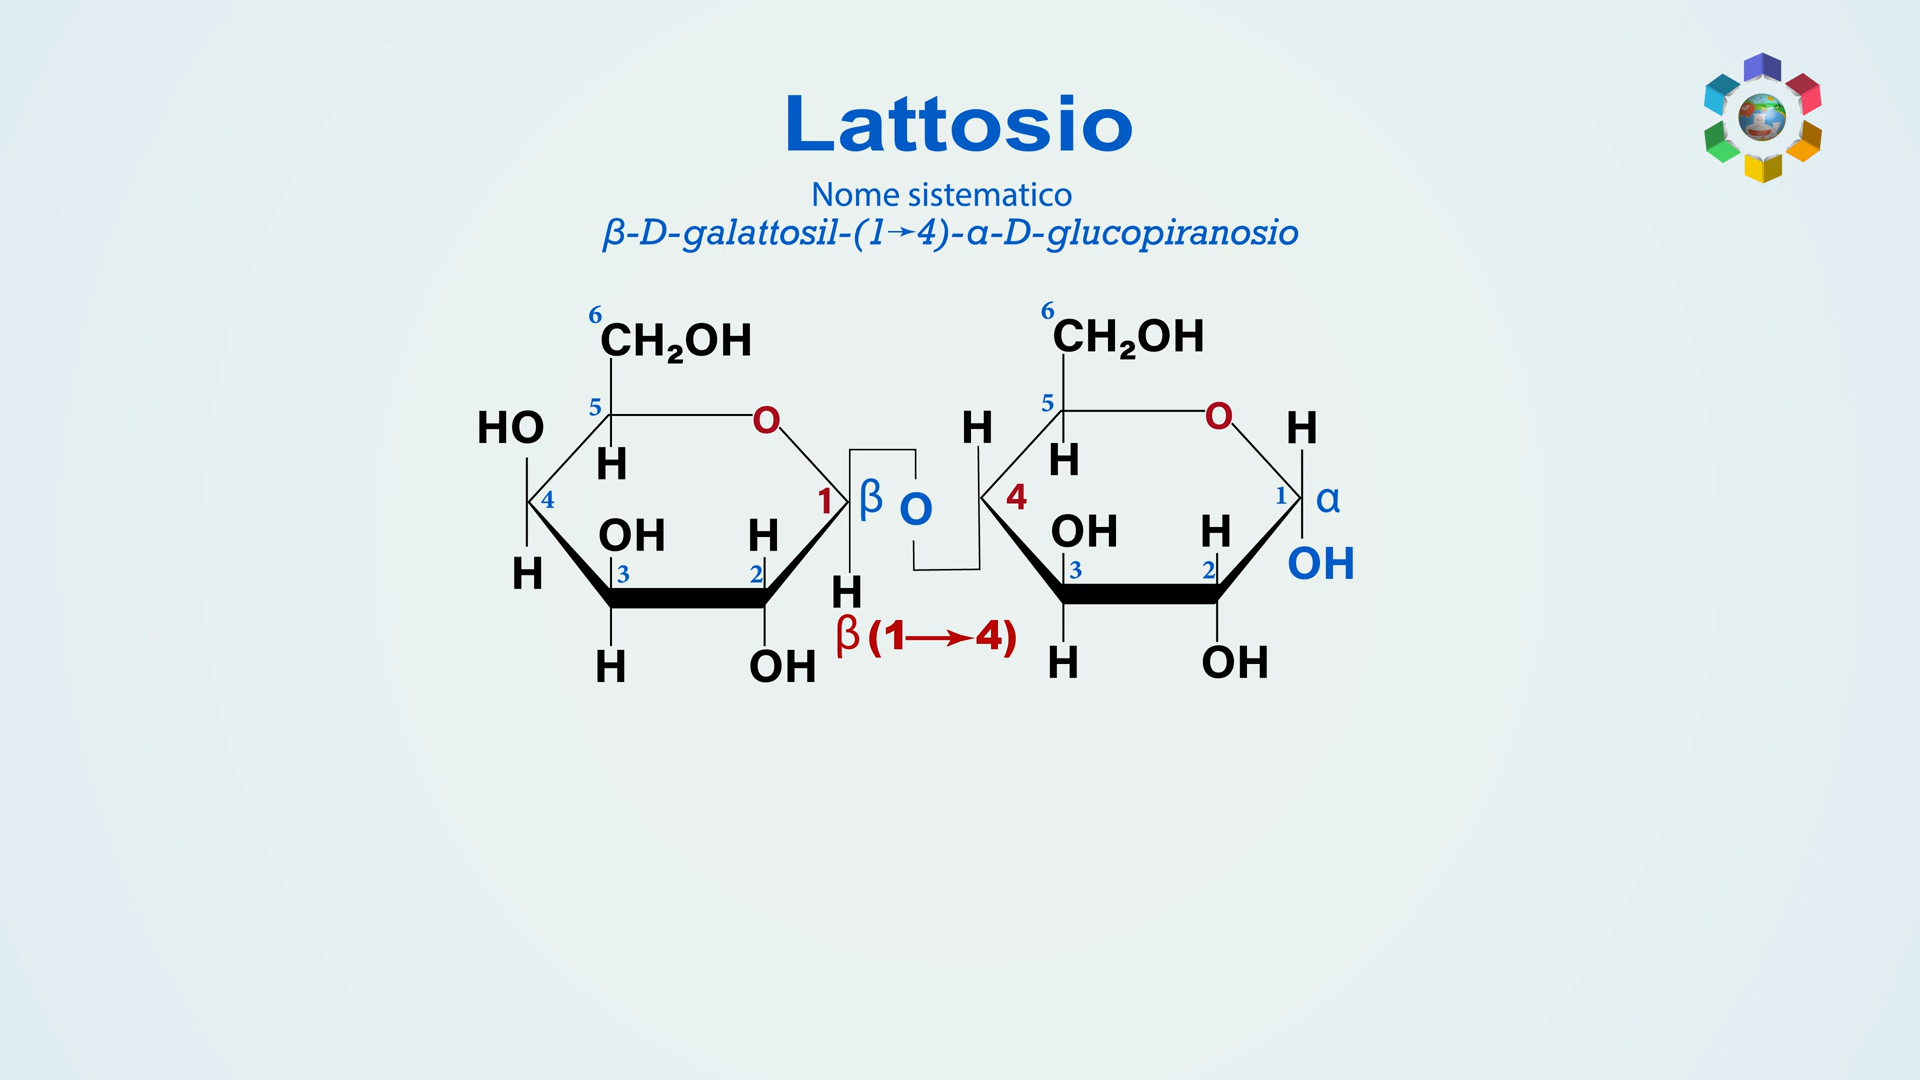 Lattosio
Nome sistematico
β-D-galattosil-(1→4)-α-D-glucopiranosio
6 6
CH₂OH CH₂OH
5 O 5 O
HO H H H H
4 1 β O 4 1 α
OH H OH H
3 2 3 2 OH
H H
β (1→4)
H OH H OH